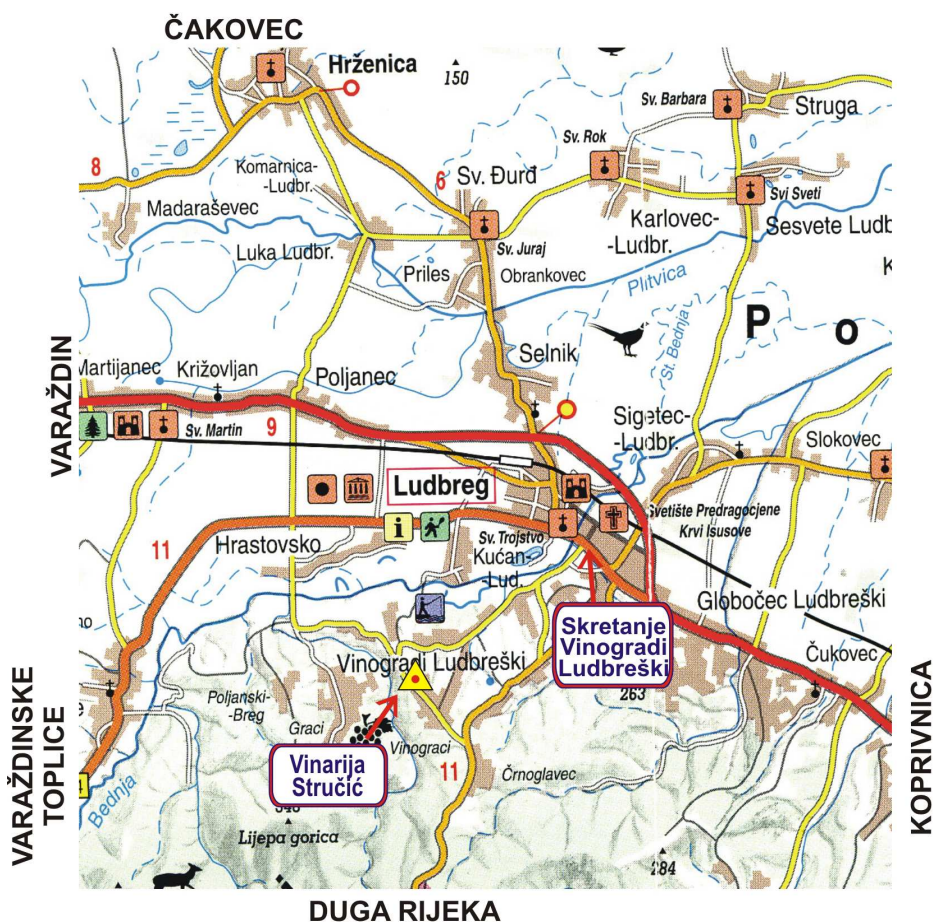 ČAKOVEC
Hrženica
150
Sv. Barbara
Struga
Sv. Rok
8
Komarnica-
-Ludbr.
6
Sv. Đurđ
Svi Sveti
Madaraševec
Karlovec-
-Ludbr.
Sesvete Ludb
Luka Ludbr.
Sv. Juraj
Priles
Obrankovec
Plitvica
K
P o
St. Bednja
VARAŽDIN
Martijanec
Križovljan
Poljanec
Selnik
Sv. Martin
9
Sigetec-
-Ludbr.
Slokovec
Ludbreg
i
Svetište Predragocjene
Krvi Isusove
11
Hrastovsko
Sv. Trojstvo
Kućan-
-Lud.
Globočec Ludbreški
Skretanje
Vinogradi
Ludbreški
Čukovec
Vinogradi Ludbreški
263
VARAŽDINSKE
TOPLICE
Poljanski-
-Breg
Graci
Vinograci
11
Črnoglavec
Vinarija
Stručić
KOPRIVNICA
Bednja
Lijepa gorica
284
DUGA RIJEKA